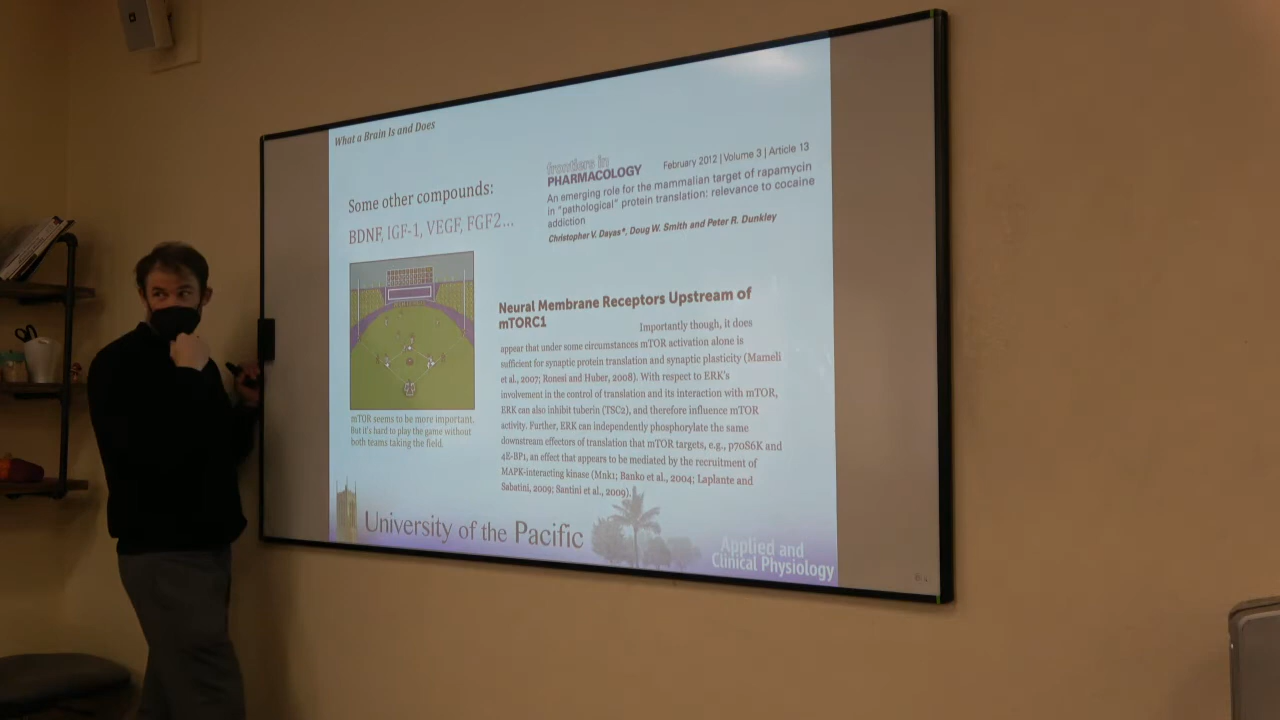 What a Brain Is and Does
Some other compounds:
BDNF, IGF-1, VEGF, FGF2...
frontiers in
PHARMACOLOGY
February 2012 | Volume 3 | Article 13
An emerging role for the mammalian target of rapamycin
in "pathological" protein translation: relevance to cocaine
addiction
Christopher V. Dayas*, Doug W. Smith and Peter R. Dunkley
mTOR seems to be more important.
But it's hard to play the game without
both teams taking the field.
Neural Membrane Receptors Upstream of
mTORC1
Importantly though, it does
appear that under some circumstances mTOR activation alone is
sufficient for synaptic protein translation and synaptic plasticity (Mameli
et al., 2007; Ronesi and Huber, 2008). With respect to ERK's
involvement in the control of translation and its interaction with mTOR,
ERK can also inhibit tuberin (TSC2), and therefore influence mTOR
activity. Further, ERK can independently phosphorylate the same
downstream effectors of translation that mTOR targets, e.g., p70S6K and
4E-BP1, an effect that appears to be mediated by the recruitment of
MAPK-interacting kinase (Mnk1; Banko et al., 2004; Laplante and
Sabatini, 2009; Santini et al., 2009).
University of the Pacific
Applied and
Clinical Physiology